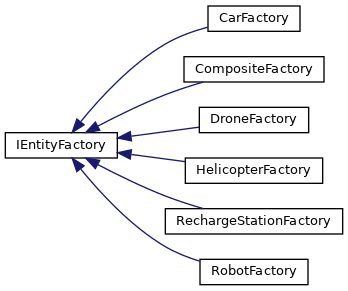 CarFactory
CompositeFactory
DroneFactory
IEntityFactory
HelicopterFactory
RechargeStationFactory
RobotFactory